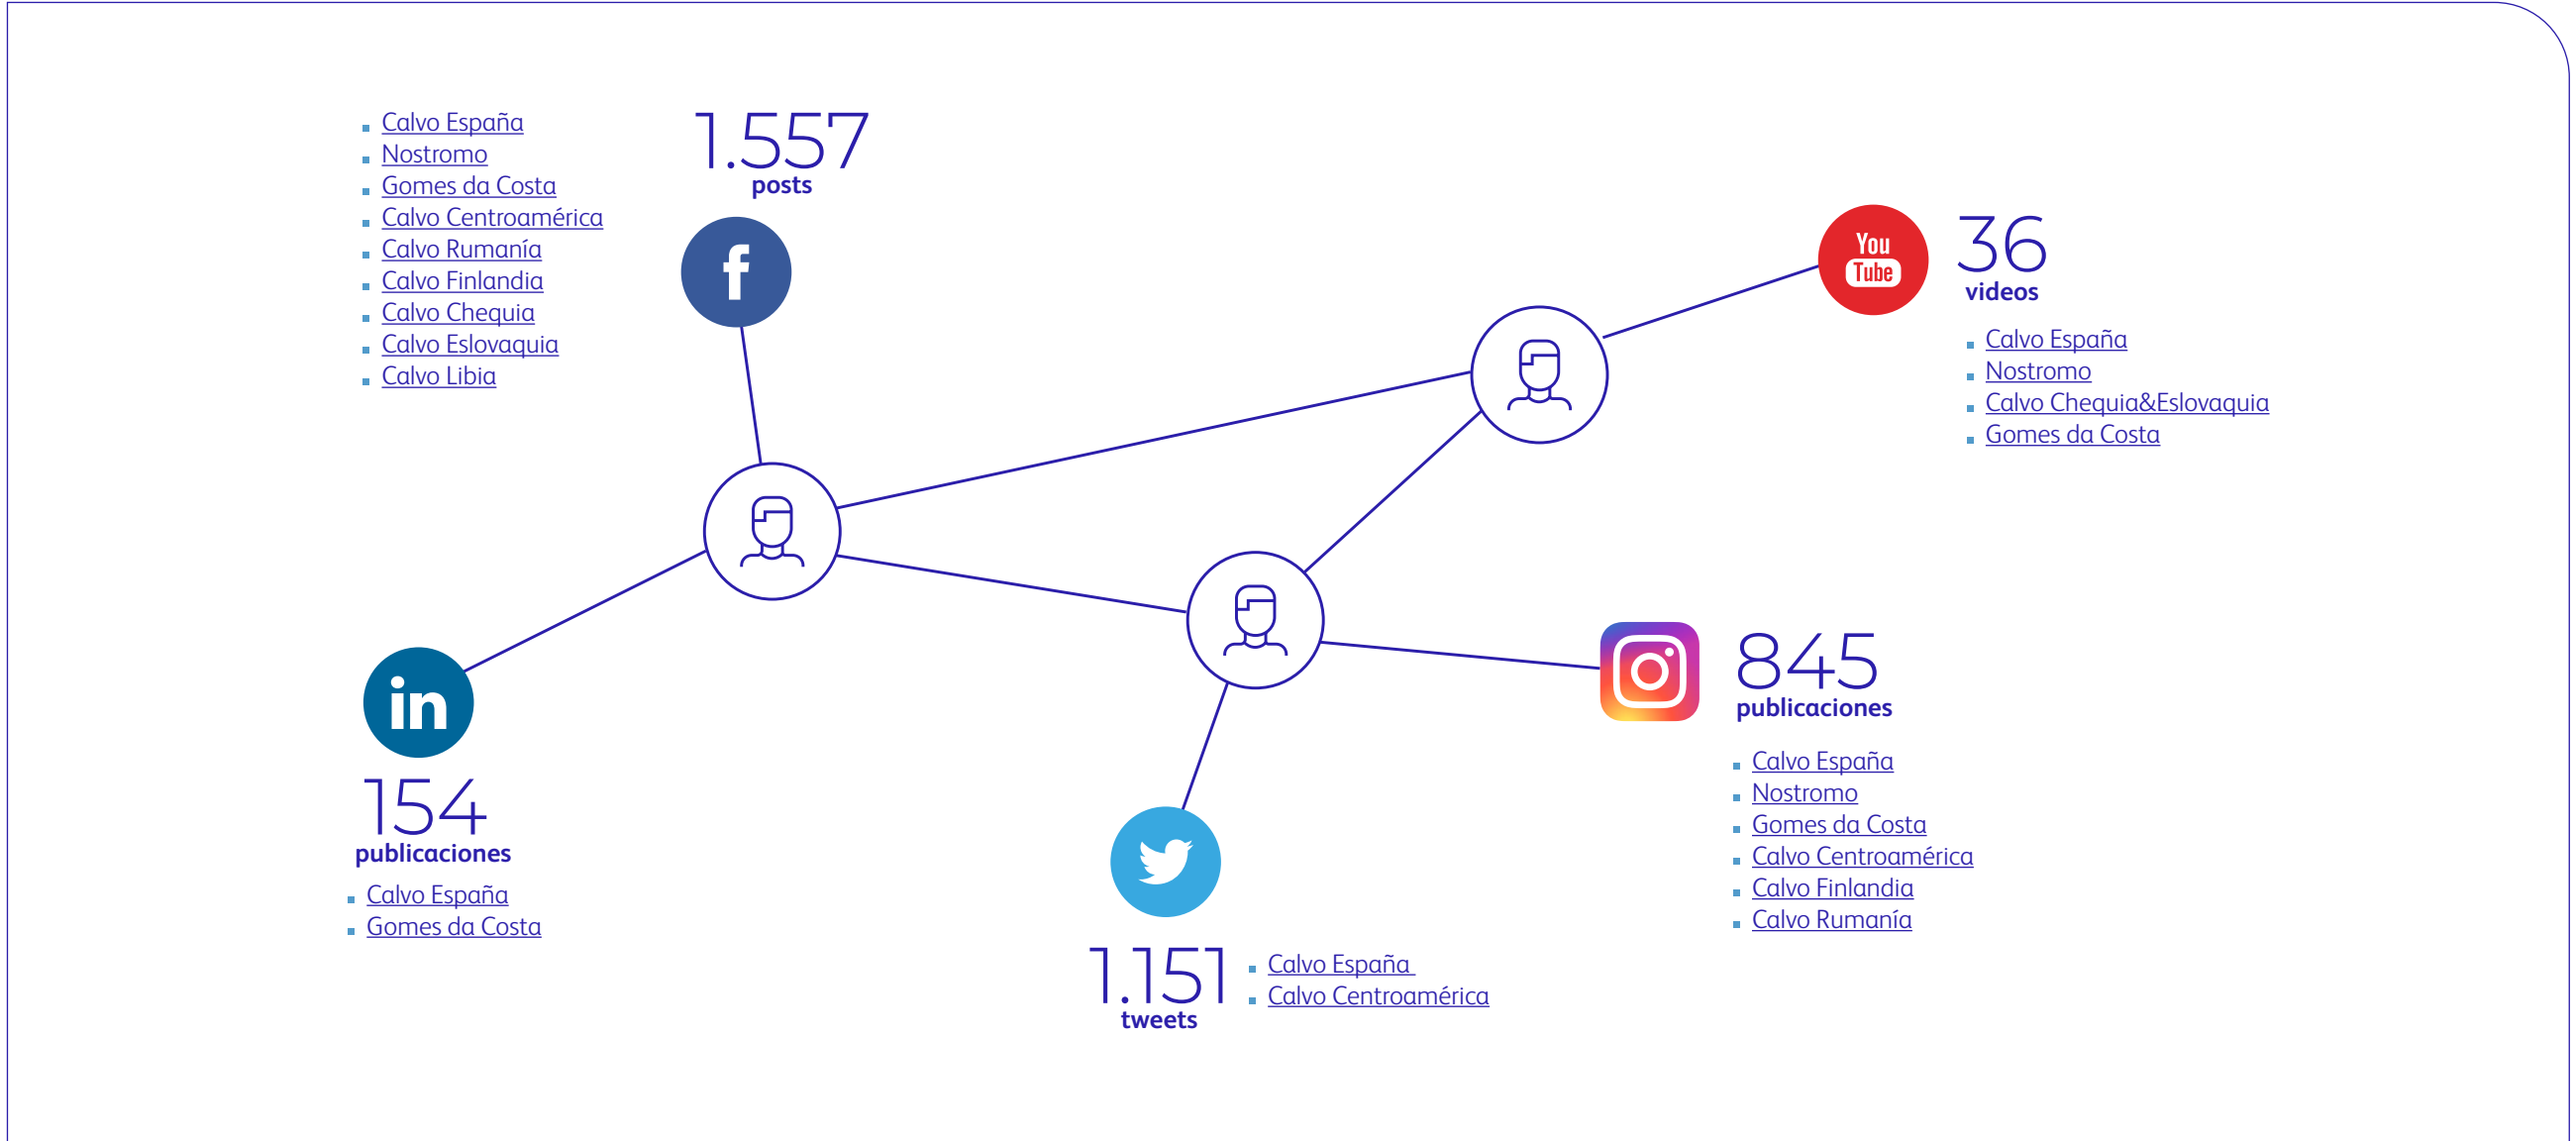 Calvo España
Nostromo
Gomes da Costa
Calvo Centroamérica
Calvo Rumanía
Calvo Finlandia
Calvo Chequia
Calvo Eslovaquia
Calvo Libia
1.557
posts
f
You
Tube
36
videos
Calvo España
Nostromo
Calvo Chequia&Eslovaquia
Gomes da Costa
in
154
publicaciones
Calvo España
Gomes da Costa
1.151
tweets
Calvo España
Calvo Centroamérica
845
publicaciones
Calvo España
Nostromo
Gomes da Costa
Calvo Centroamérica
Calvo Finlandia
Calvo Rumanía